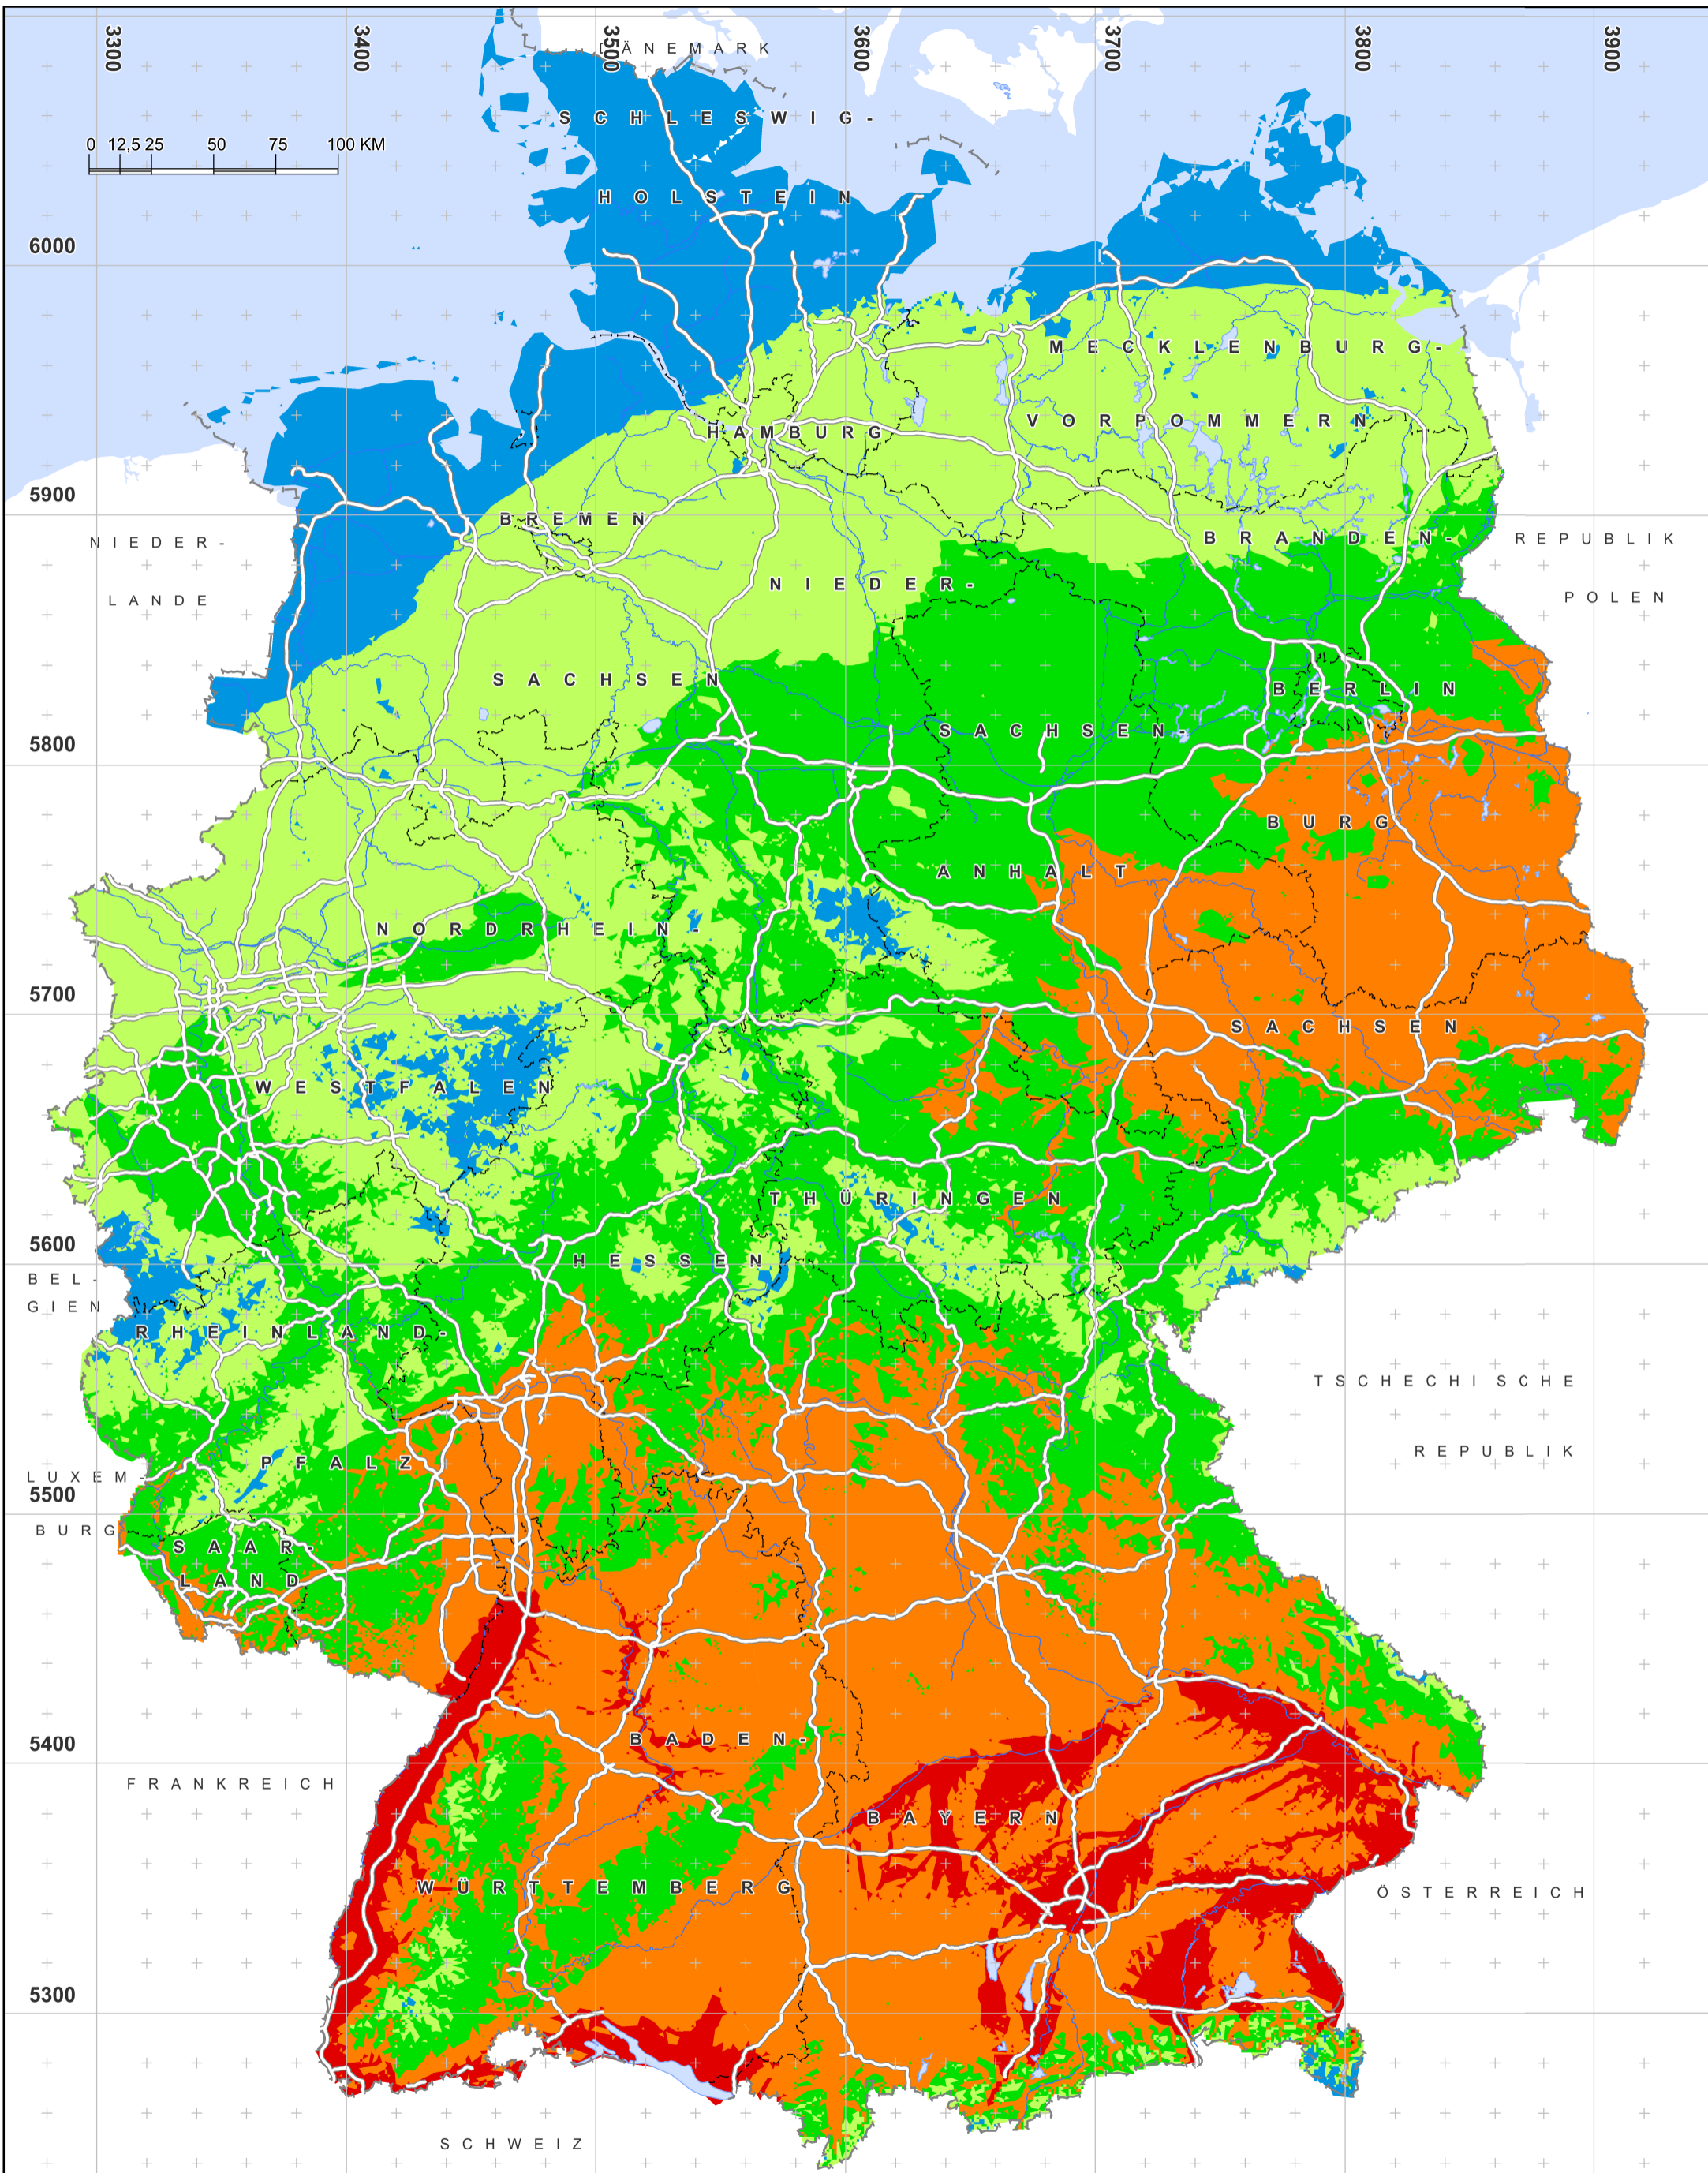 3300 3400 3500 3600 3700 3800 3900
DÄNEMARK
SCHLESWIG-
0 12,5 25 50 75 100 KM
HOLSTEIN
6000
MECKLENBURG-
VORPOMMERN
HAMBURG
5900
BREMEN
NIEDER-
BRANDEN-
REPUBLIK
NIEDER-
LANDE
POLEN
SACHSEN
BERLIN
SACHSEN-
5800
BURG
ANHALT
NORDRHEIN-
5700
SACHSEN
WESTFALEN
THÜRINGEN
5600
HESSEN
BEL-
GIEN
RHEINLAND-
TSCHECHISCHE
REPUBLIK
PFALZ
LUXEM-
5500
BURG
SAAR-
LAND
BADEN-
5400
FRANKREICH
BAYERN
WÜRTTEMBERG
ÖSTERREICH
5300
SCHWEIZ